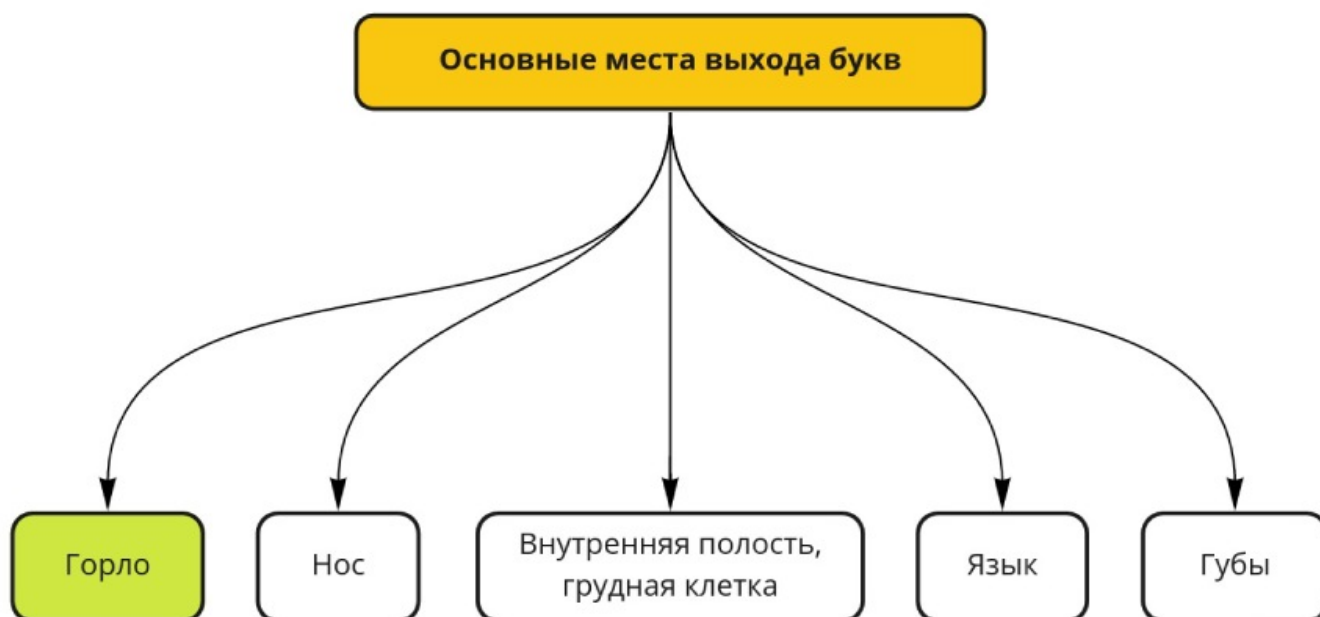 Основные места выхода букв
Горло
Нос
Внутренняя полость,
грудная клетка
Язык
Губы